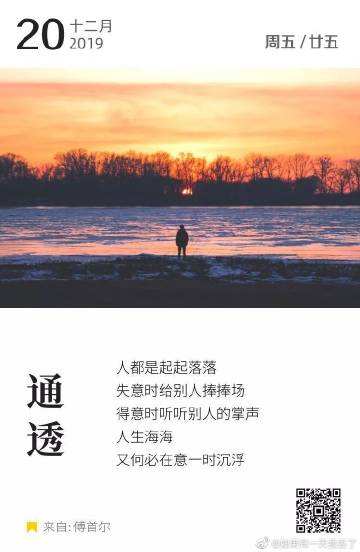 20 十二月
2019
周五 / 廿五
通透
人都是起起落落
失意时给别人捧捧场
得意时听听别人的掌声
人生海海
又何必在意一时沉浮
来自: 傅首尔